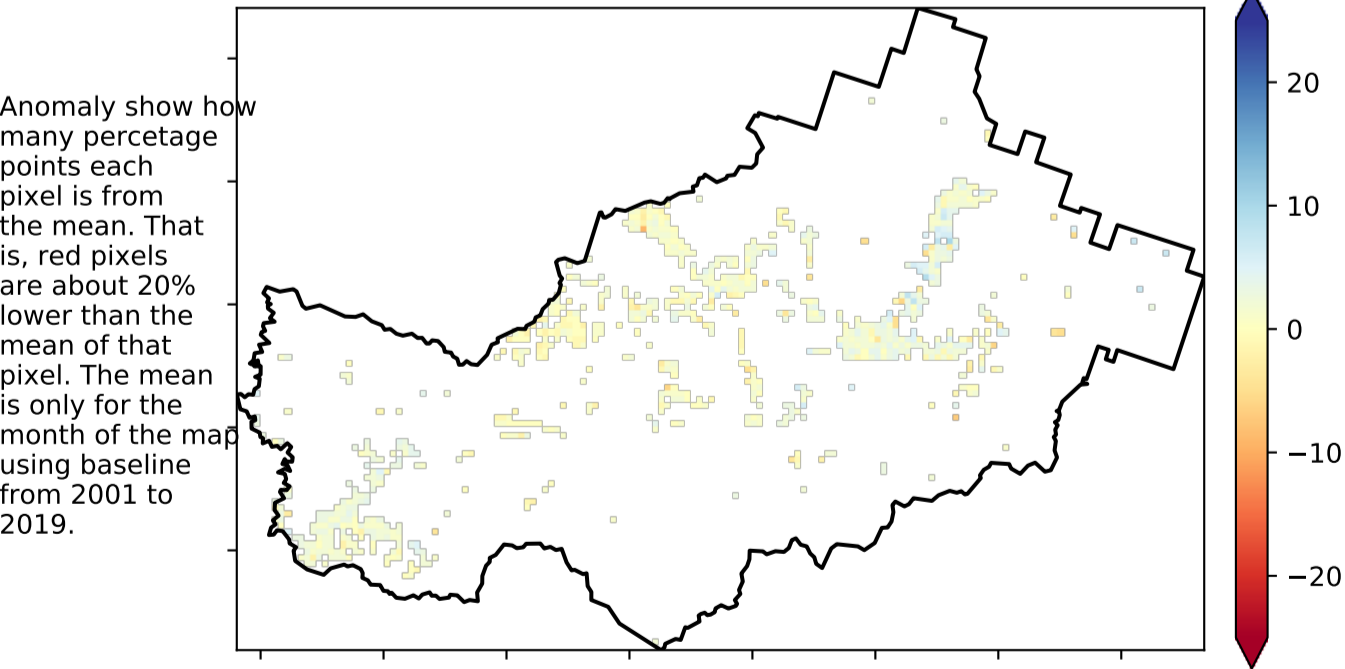 Anomaly show how
many percetage
points each
pixel is from
the mean. That
is, red pixels
are about 20%
lower than the
mean of that
pixel. The mean
is only for the
month of the map
using baseline
from 2001 to
2019.
20
10
0
−10
−20